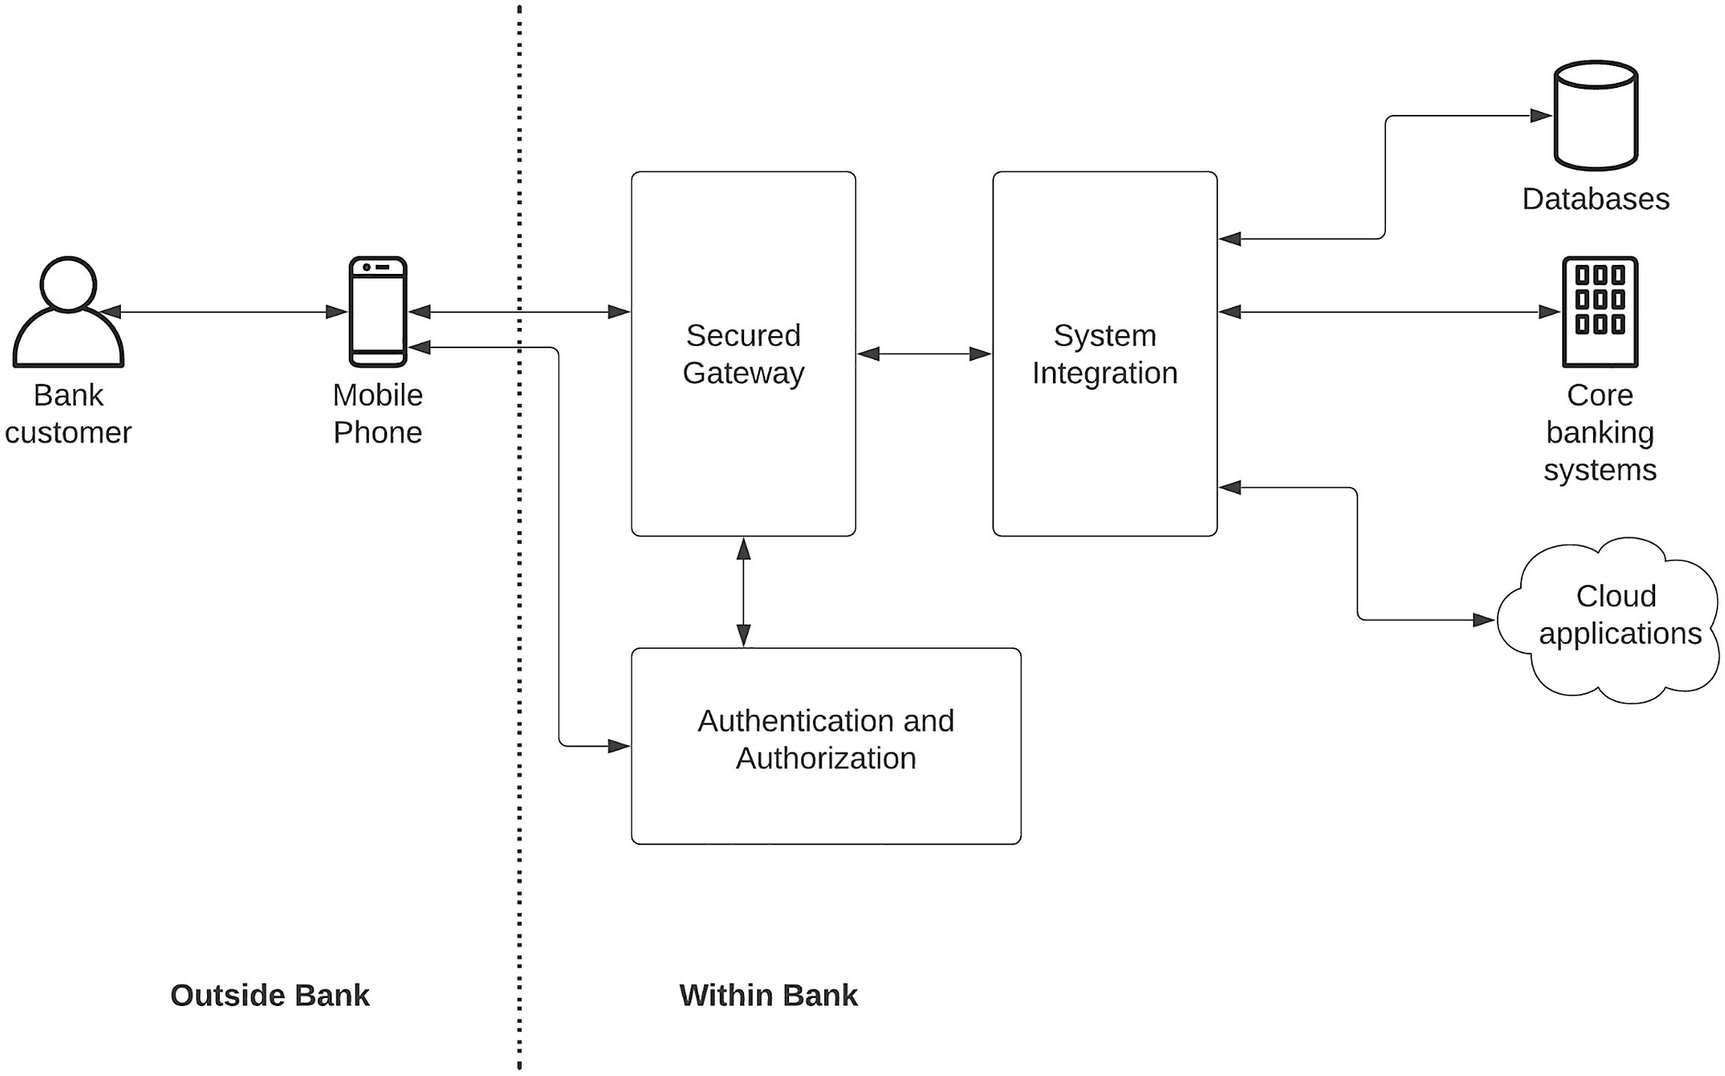 Databases
Secured
Gateway
System
Integration
Bank
customer
Mobile
Phone
Core
banking
systems
Cloud
applications
Authentication and
Authorization
Outside Bank
Within Bank